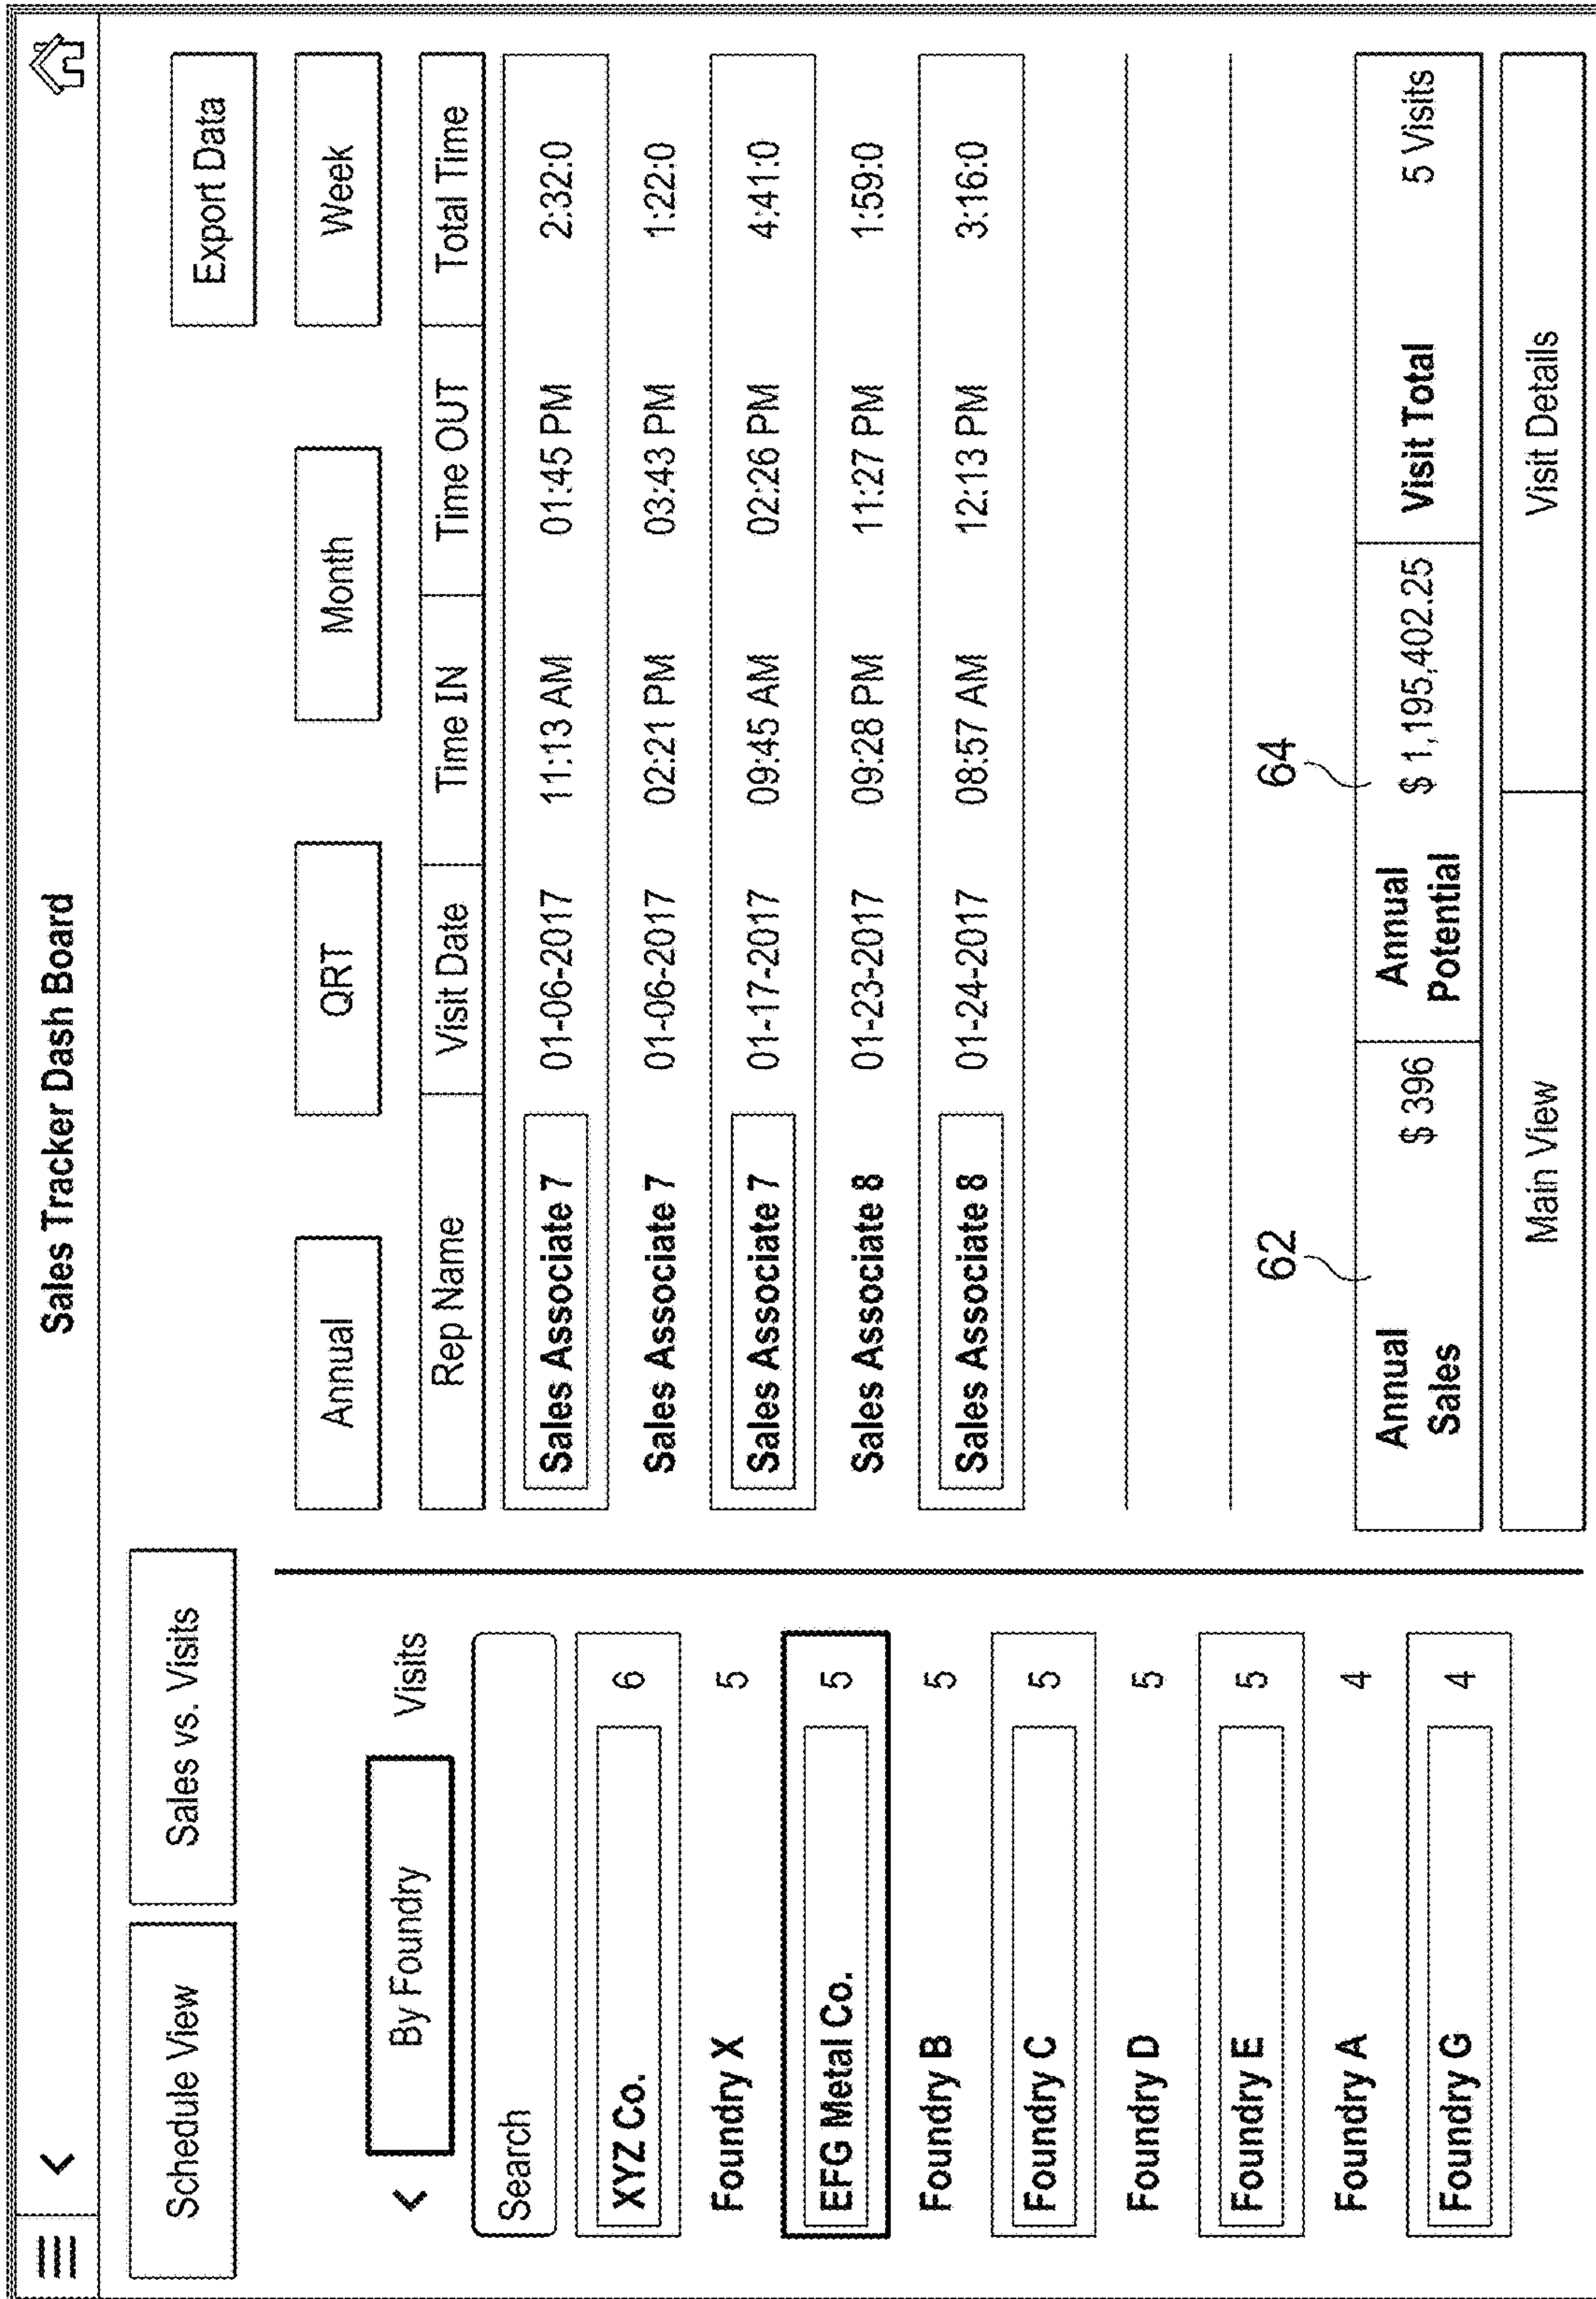 Sales Tracker Dash Board
Schedule View Sales vs. Visits
Export Data
By Foundry Visits
Search
XYZ Co. 6
Foundry X 5
EFG Metal Co. 5
Foundry B 5
Foundry C 5
Foundry D 5
Foundry E 5
Foundry A 4
Foundry G 4
Annual QRT Month Week
Rep Name Visit Date Time IN Time OUT Total Time
Sales Associate 7 01-06-2017 11:13 AM 01:45 PM 2:32:0
Sales Associate 7 01-06-2017 02:21 PM 03:43 PM 1:22:0
Sales Associate 7 01-17-2017 09:45 AM 02:26 PM 4:41:0
Sales Associate 8 01-23-2017 09:28 PM 11:27 PM 1:59:0
Sales Associate 8 01-24-2017 08:57 AM 12:13 PM 3:16:0
62 64
Annual Sales $ 396 Annual Potential $ 1,195,402.25 Visit Total 5 Visits
Main View Visit Details